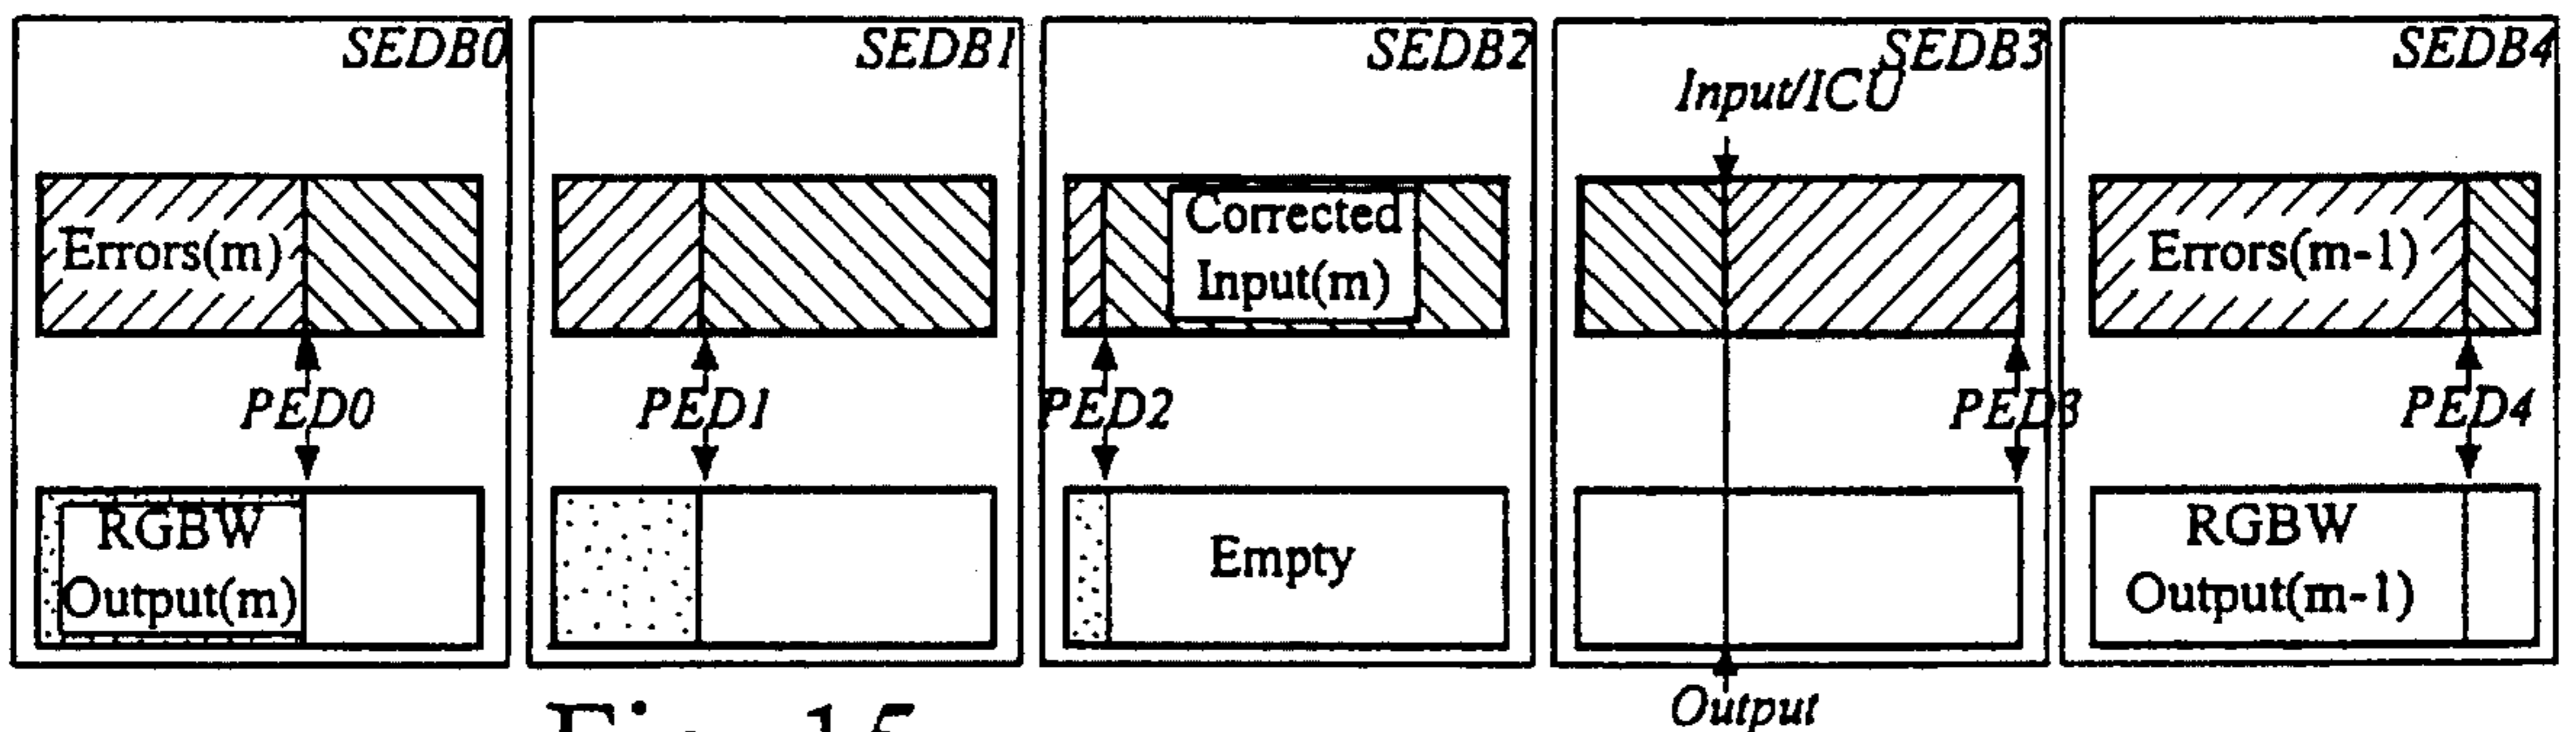 SEDB0
SEDB1
SEDB2
SEDB3
SEDB4
Input/ICU
Errors(m)
Corrected
Input(m)
Errors(m-1)
PED0
PED1
PED2
PED3
PED4
RGBW
Output(m)
Empty
RGBW
Output(m-1)
Output